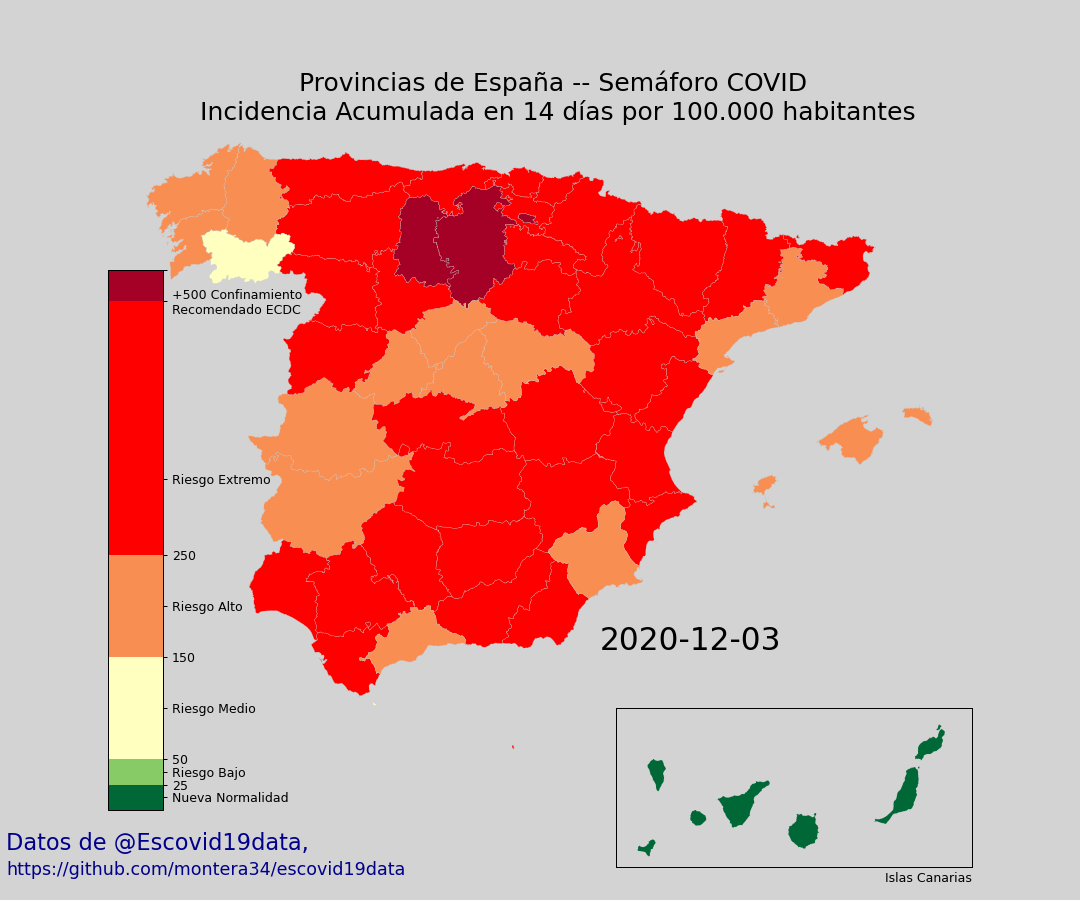 Provincias de España -- Semáforo COVID
Incidencia Acumulada en 14 días por 100.000 habitantes
+500 Confinamiento
Recomendado ECDC
Riesgo Extremo
250
Riesgo Alto
150
Riesgo Medio
50
Riesgo Bajo
25
Nueva Normalidad
2020-12-03
Islas Canarias
Datos de @Escovid19data,
https://github.com/montera34/escovid19data